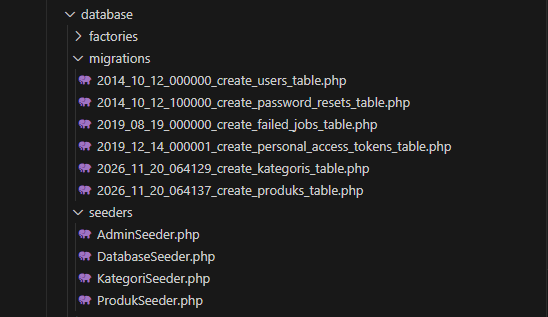 database
factories
migrations
2014_10_12_000000_create_users_table.php
2014_10_12_100000_create_password_resets_table.php
2019_08_19_000000_create_failed_jobs_table.php
2019_12_14_000001_create_personal_access_tokens_table.php
2026_11_20_064129_create_kategoris_table.php
2026_11_20_064137_create_produks_table.php
seeders
AdminSeeder.php
DatabaseSeeder.php
KategoriSeeder.php
ProdukSeeder.php